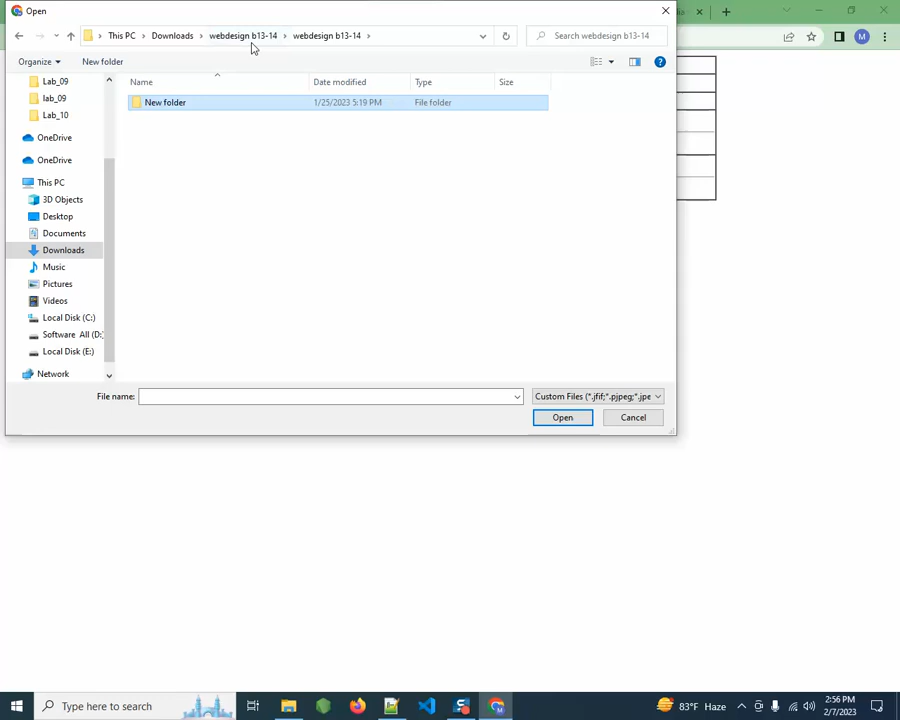 Open
This PC > Downloads > webdesign b13-14 > webdesign b13-14 >
Search webdesign b13-14
M
Organize
New folder
Name
Date modified
Type
Size
New folder
1/25/2023 5:19 PM
File folder
Lab_09
lab_09
Lab_10
OneDrive
OneDrive
This PC
3D Objects
Desktop
Documents
Downloads
Music
Pictures
Videos
Local Disk (C:)
Software All (D:)
Local Disk (E:)
Network
File name:
Custom Files (*.jfif;*.pjpeg;*.jpe
Open
Cancel
Type here to search
83°F Haze
2:56 PM
2/7/2023